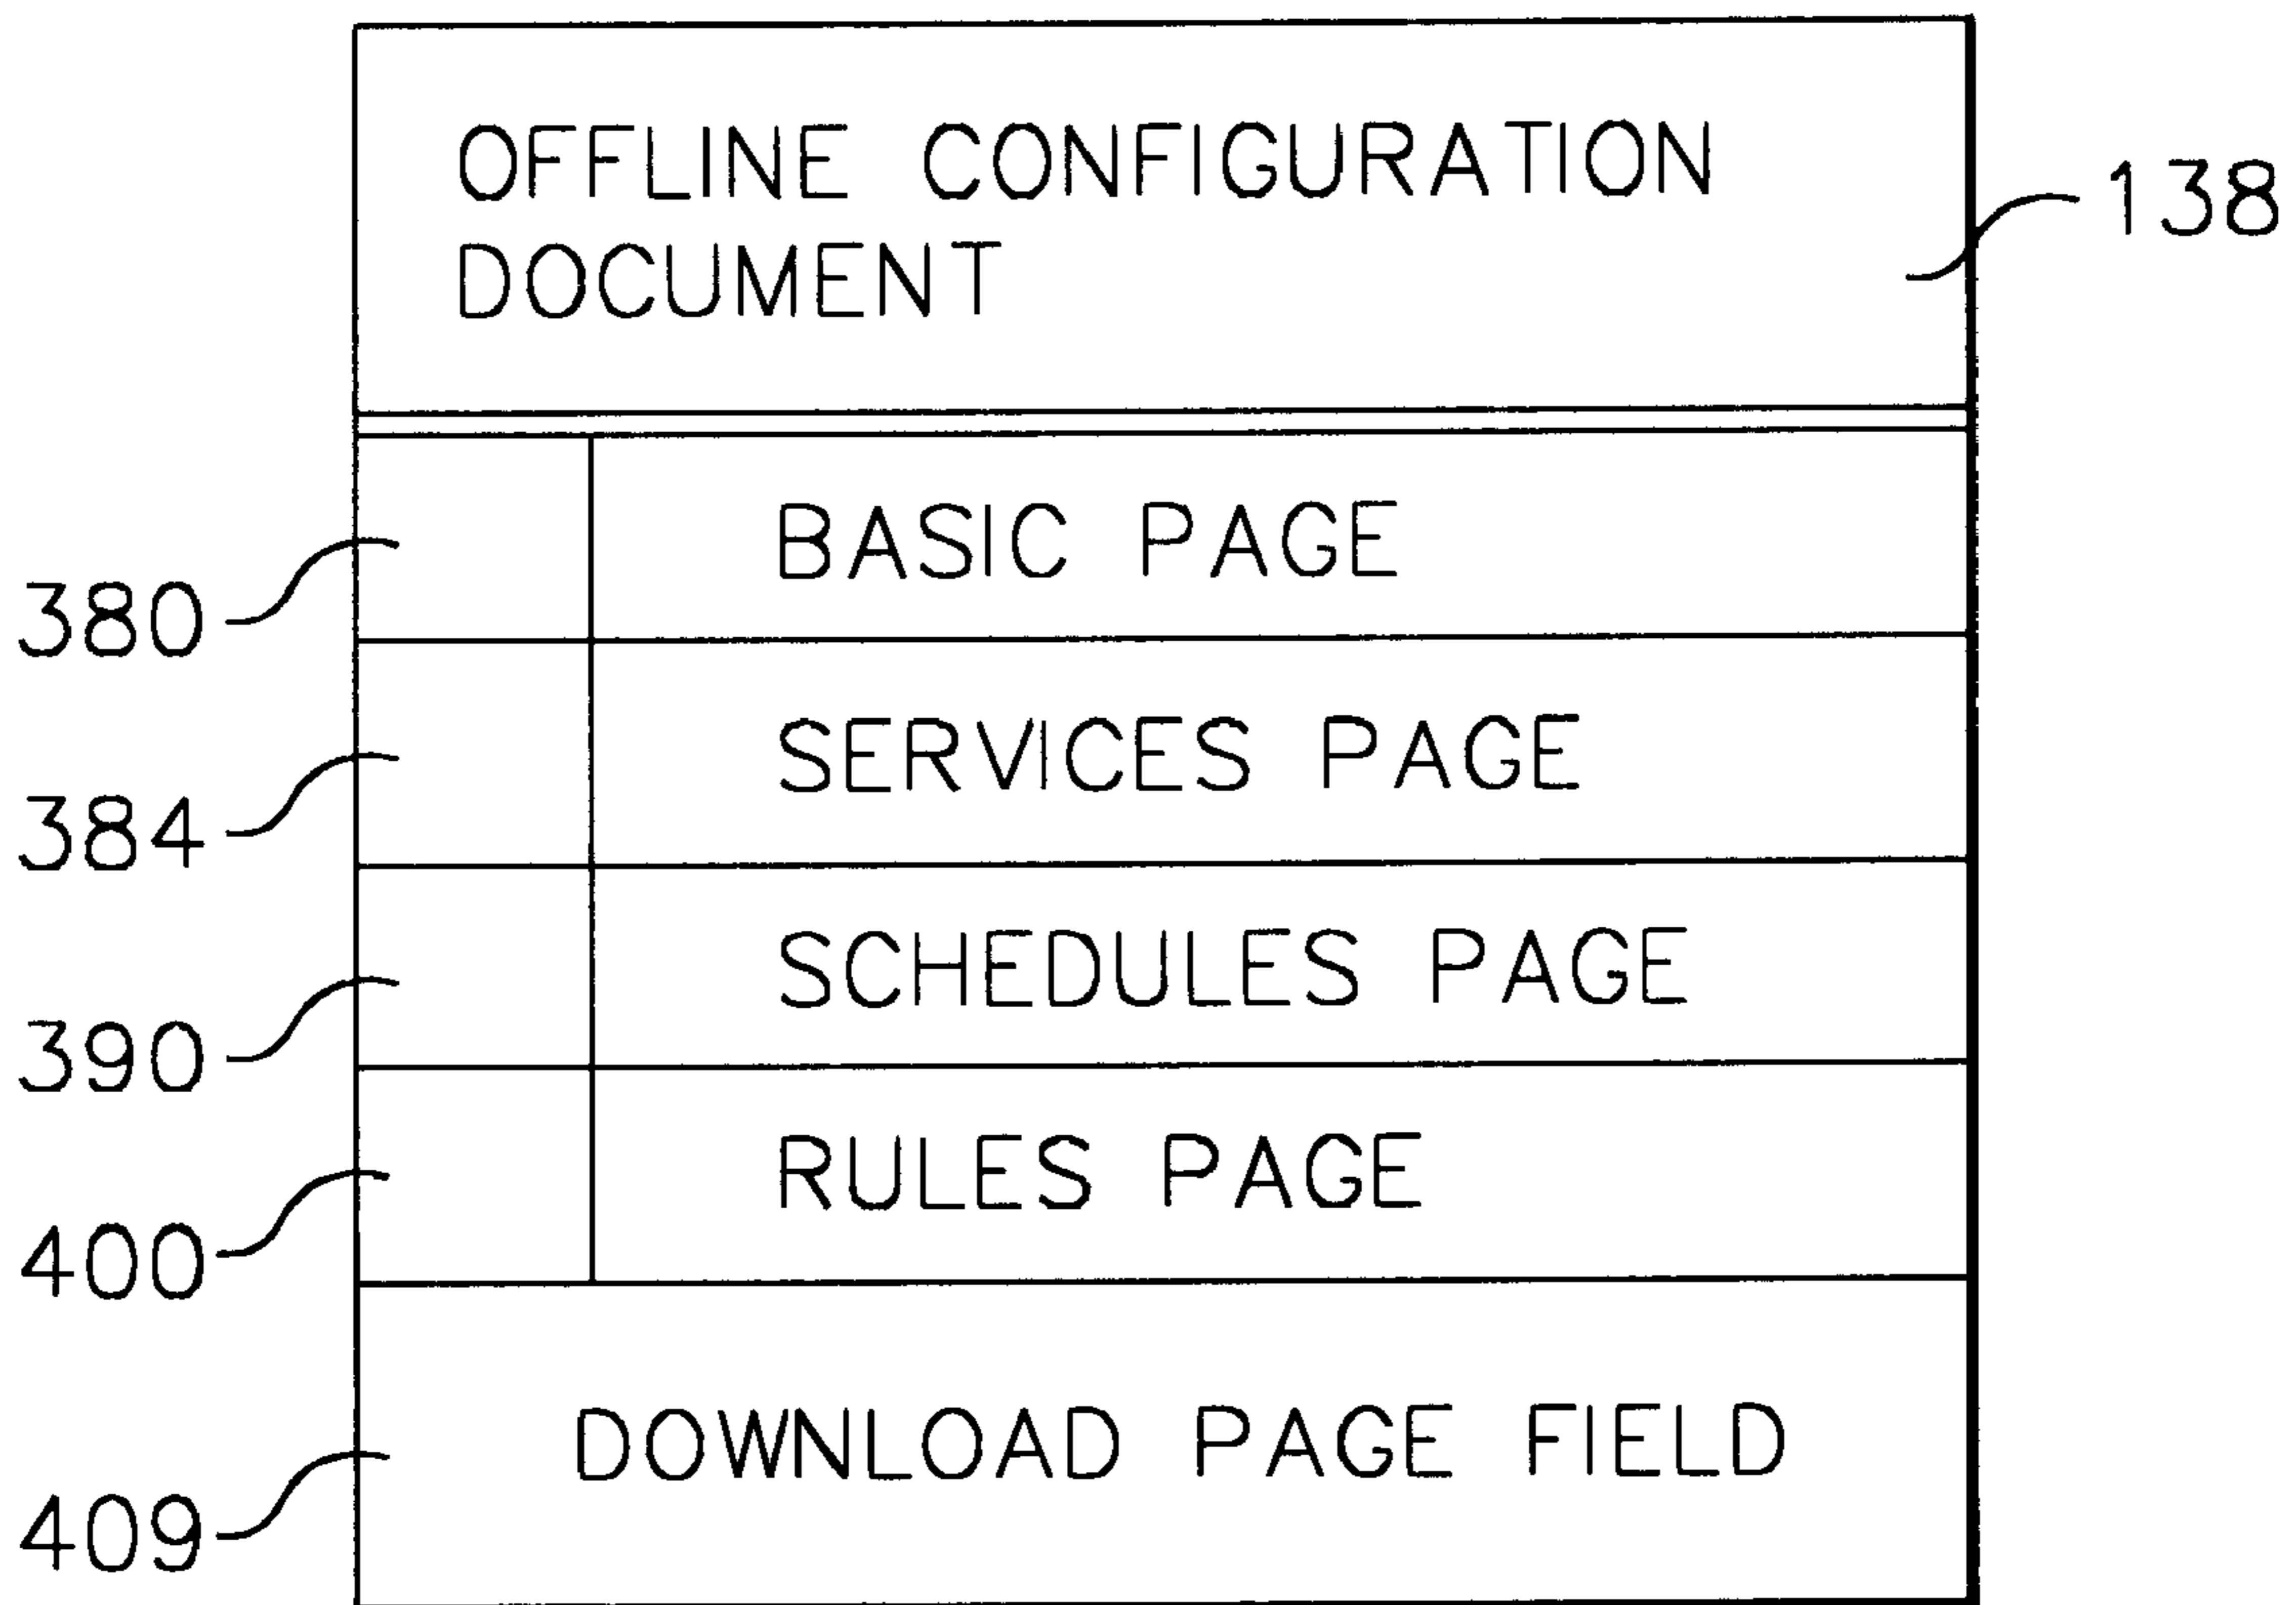 OFFLINE CONFIGURATION
DOCUMENT
138
BASIC PAGE
380
SERVICES PAGE
384
SCHEDULES PAGE
390
RULES PAGE
400
DOWNLOAD PAGE FIELD
409